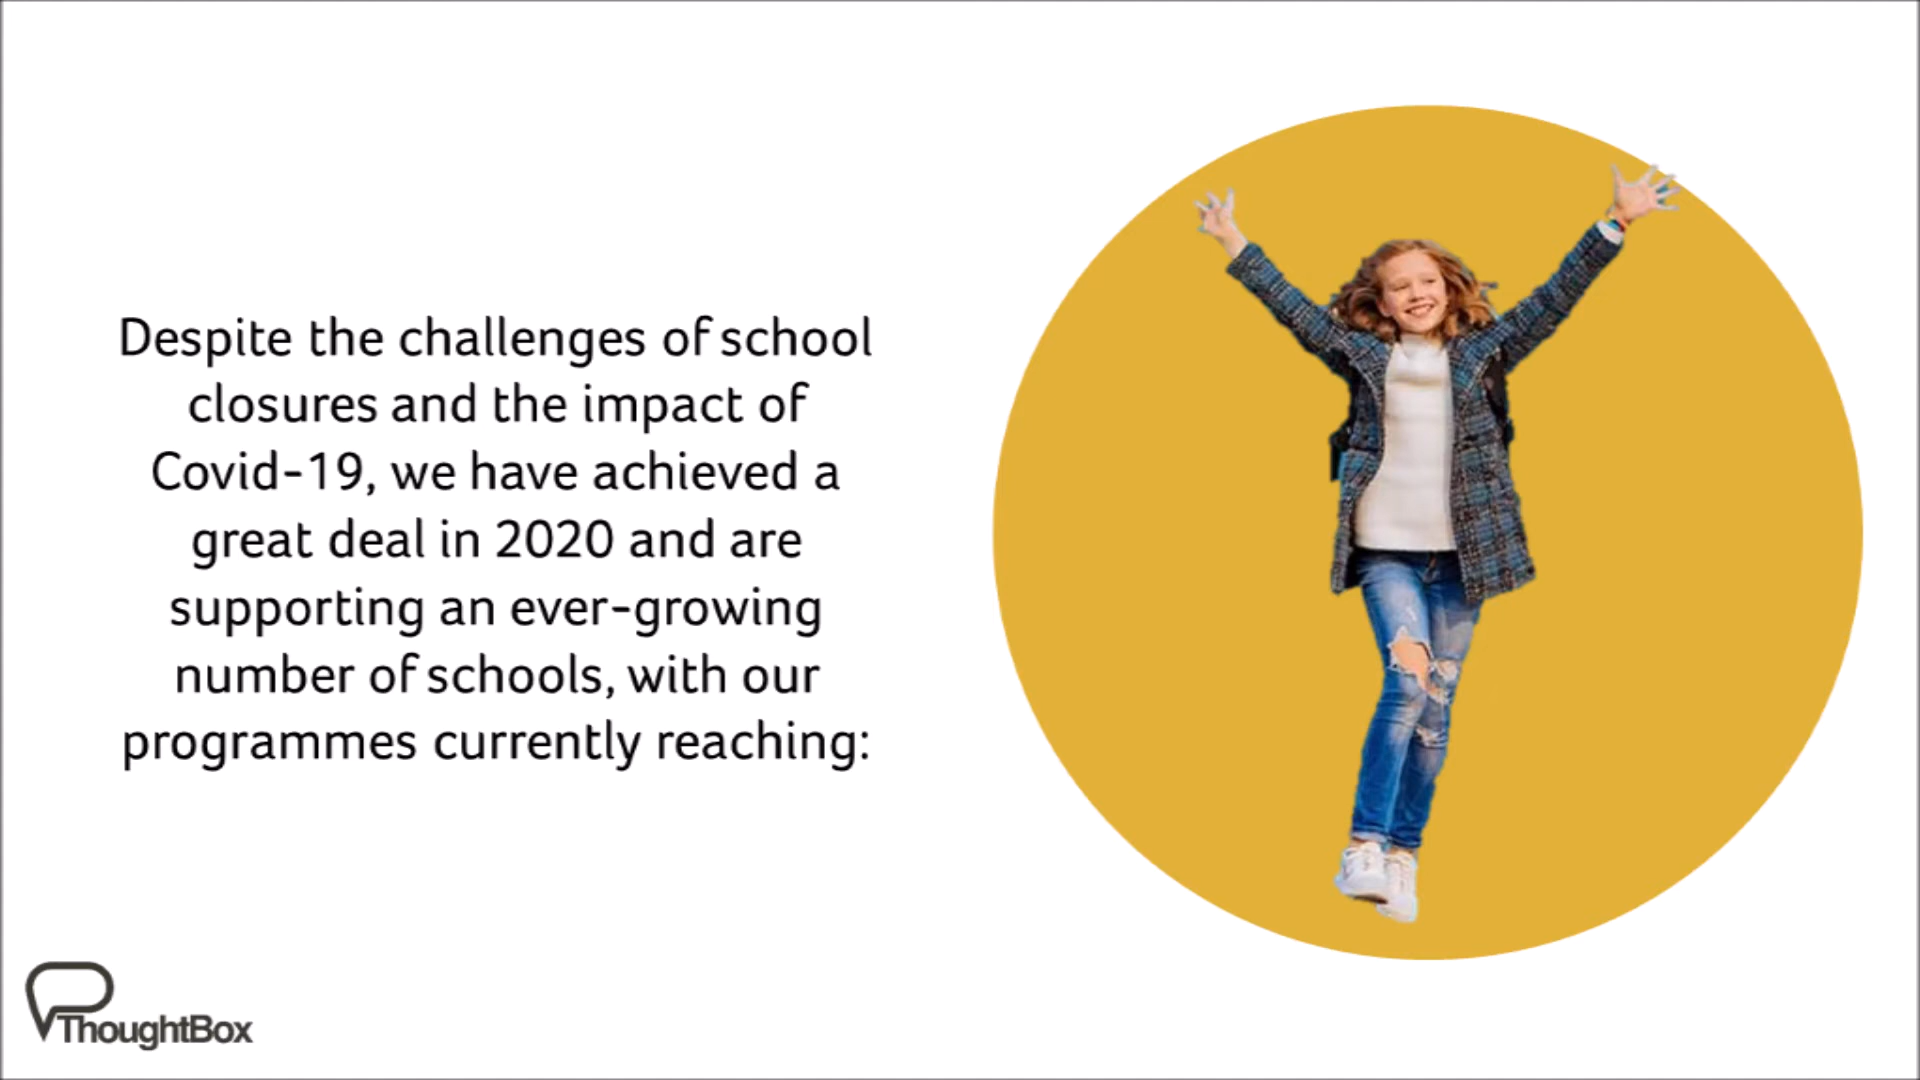 Despite the challenges of school
closures and the impact of
Covid-19, we have achieved a
great deal in 2020 and are
supporting an ever-growing
number of schools, with our
programmes currently reaching:
ThoughtBox